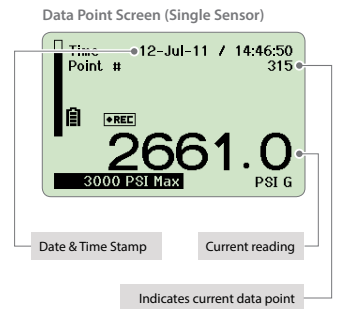 Data Point Screen (Single Sensor)
Time 12-Jul-11 / 14:46:50
Point # 315
REC
2661.0
3000 PSI Max PSI G
Date & Time Stamp Current reading
Indicates current data point